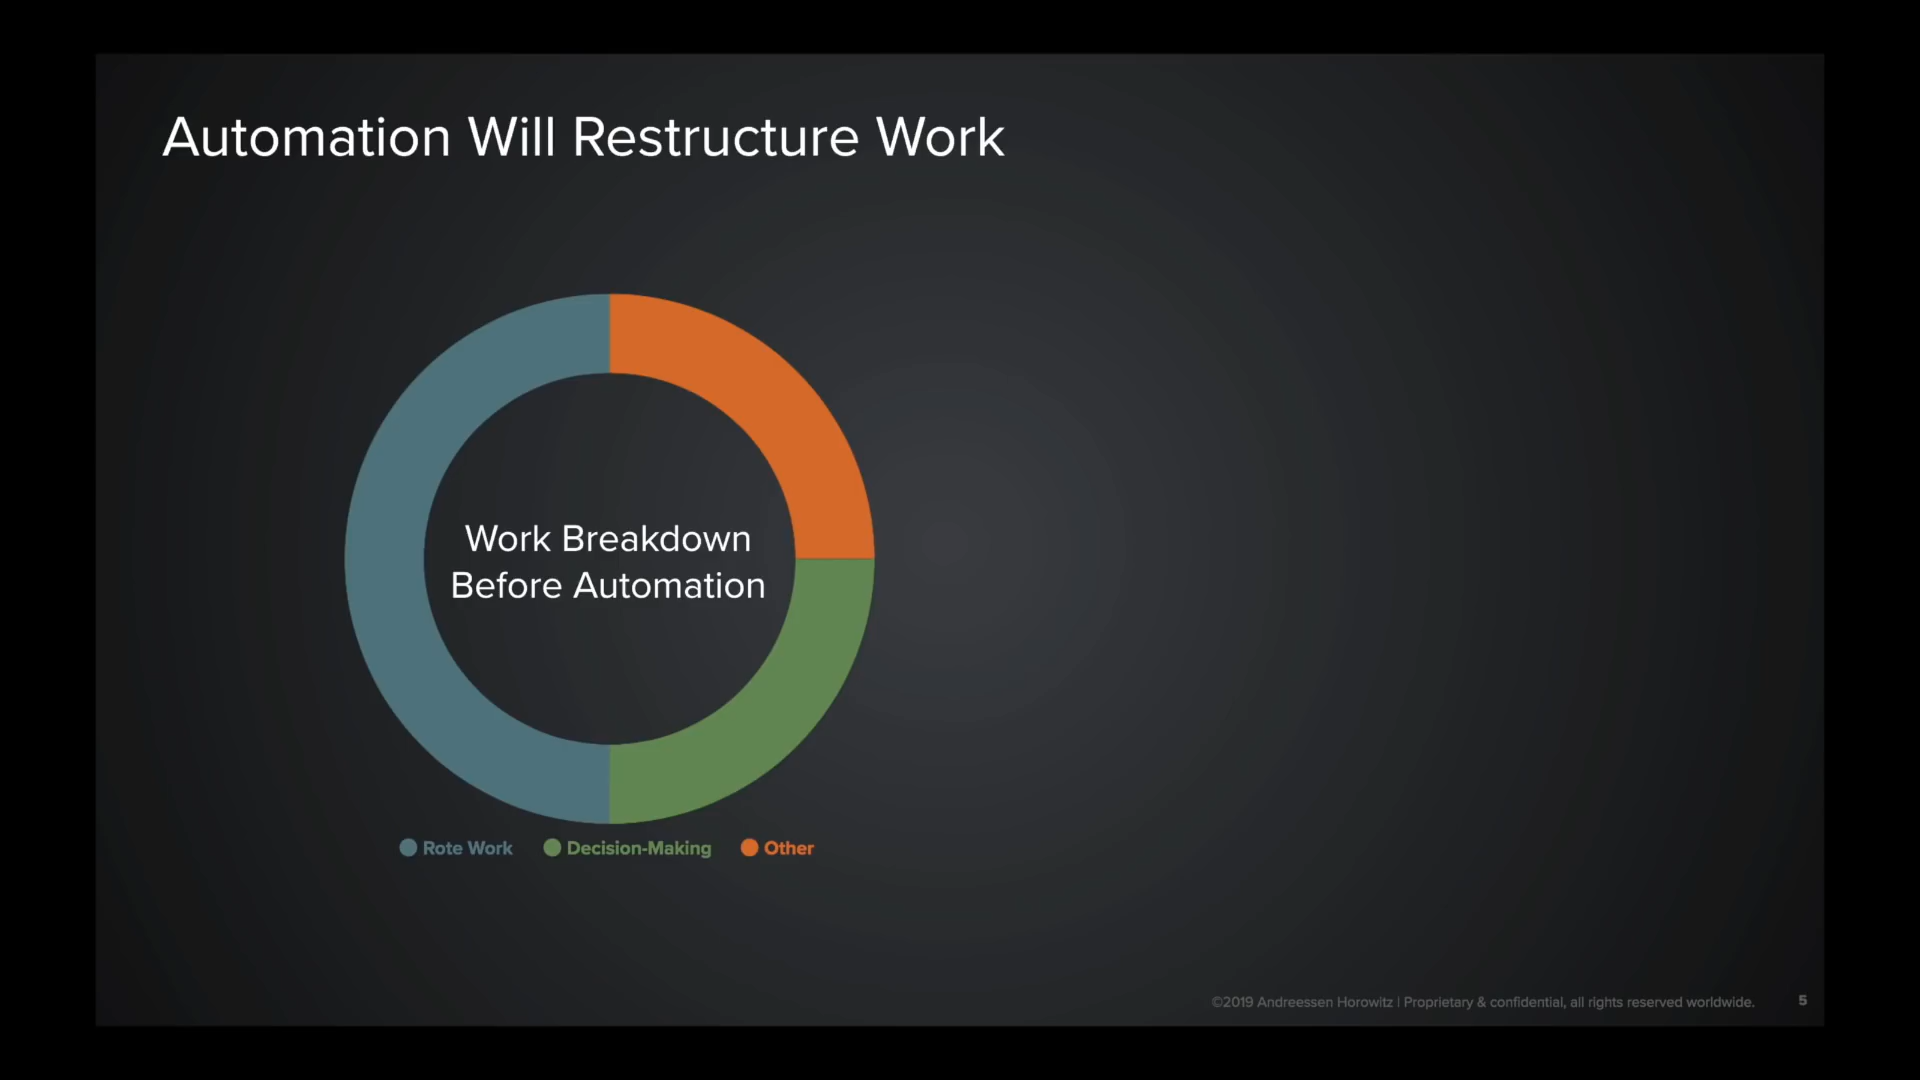 Automation Will Restructure Work
Work Breakdown
Before Automation
Rote Work Decision-Making Other
©2019 Andreessen Horowitz | Proprietary & confidential, all rights reserved worldwide. 5